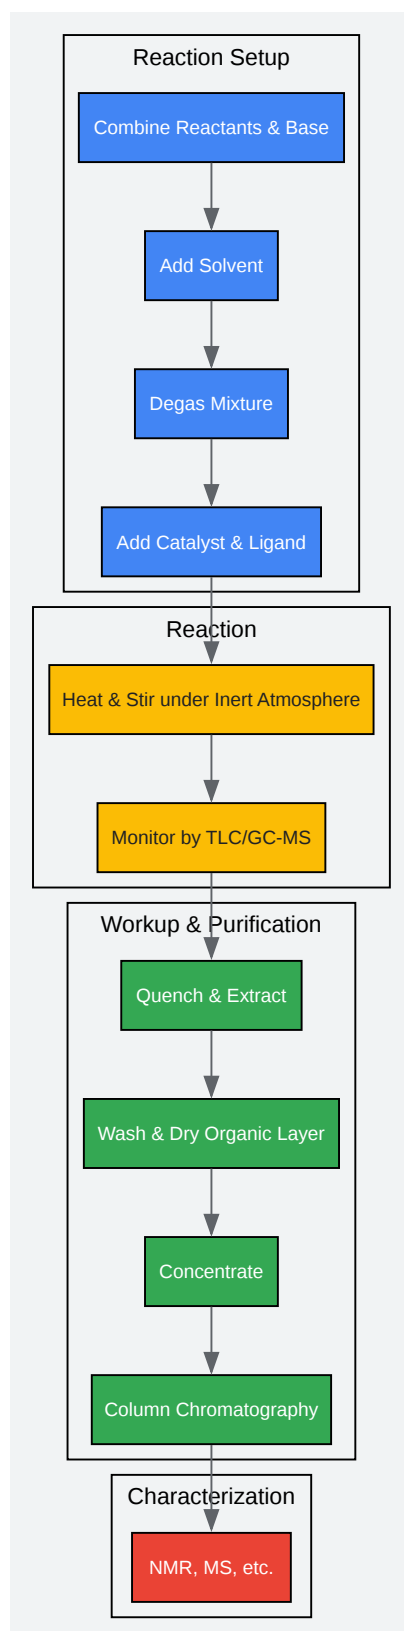 Reaction Setup
Combine Reactants & Base
Add Solvent
Degas Mixture
Add Catalyst & Ligand
Reaction
Heat & Stir under Inert Atmosphere
Monitor by TLC/GC-MS
Workup & Purification
Quench & Extract
Wash & Dry Organic Layer
Concentrate
Column Chromatography
Characterization
NMR, MS, etc.